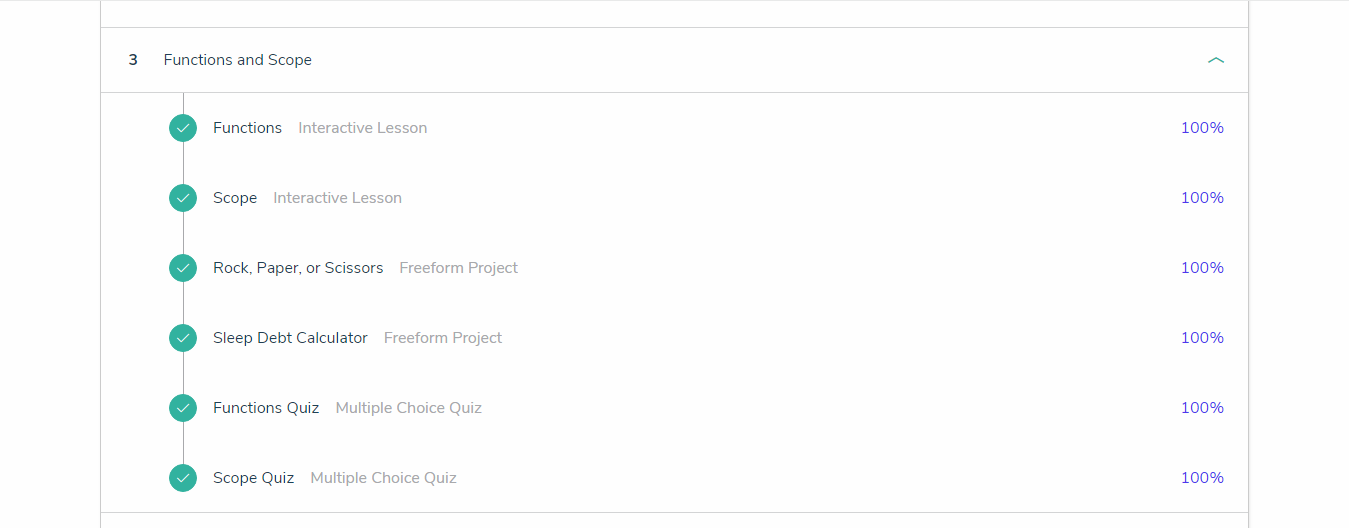 3 Functions and Scope
Functions Interactive Lesson 100%
Scope Interactive Lesson 100%
Rock, Paper, or Scissors Freeform Project 100%
Sleep Debt Calculator Freeform Project 100%
Functions Quiz Multiple Choice Quiz 100%
Scope Quiz Multiple Choice Quiz 100%